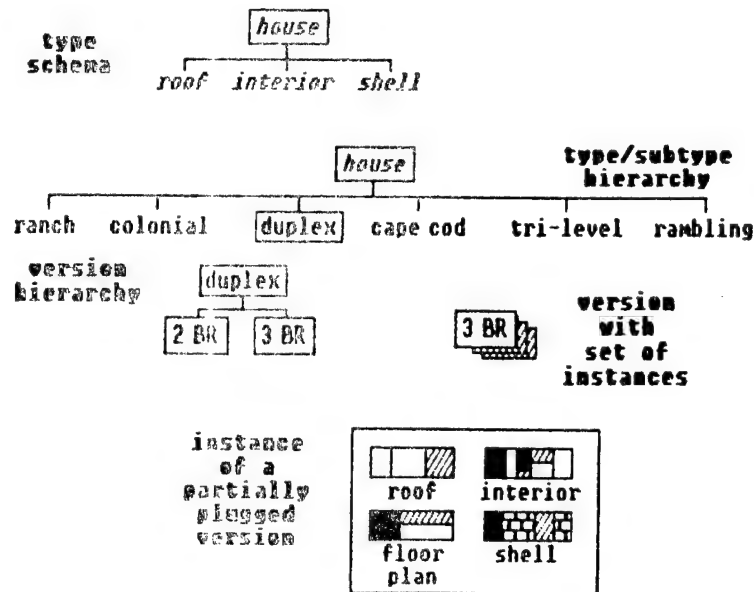 type
schema
house
roof interior shell
house
type/subtype
hierarchy
ranch colonial duplex cape cod tri-level rambling
version
hierarchy
duplex
2 BR 3 BR
3 BR
version
with
set of
instances
instance
of a
partially
plugged
version
roof interior
floor
plan
shell